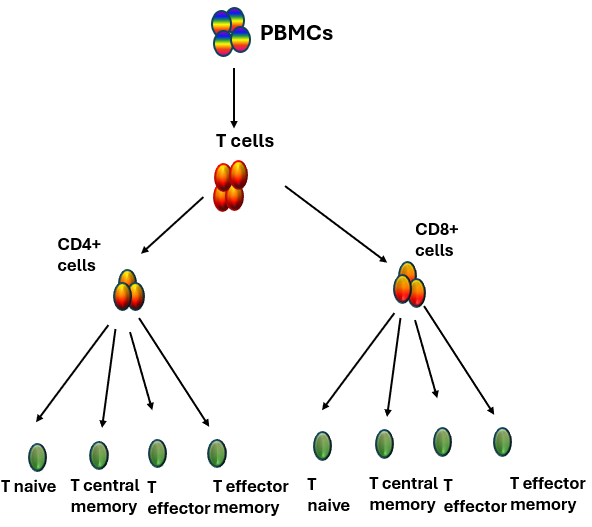 PBMCs
T cells
CD4+
cells
CD8+
cells
T naive
T central
memory
T
effector
T effector
memory
T
naive
T central
memory
T
effector
T effector
memory